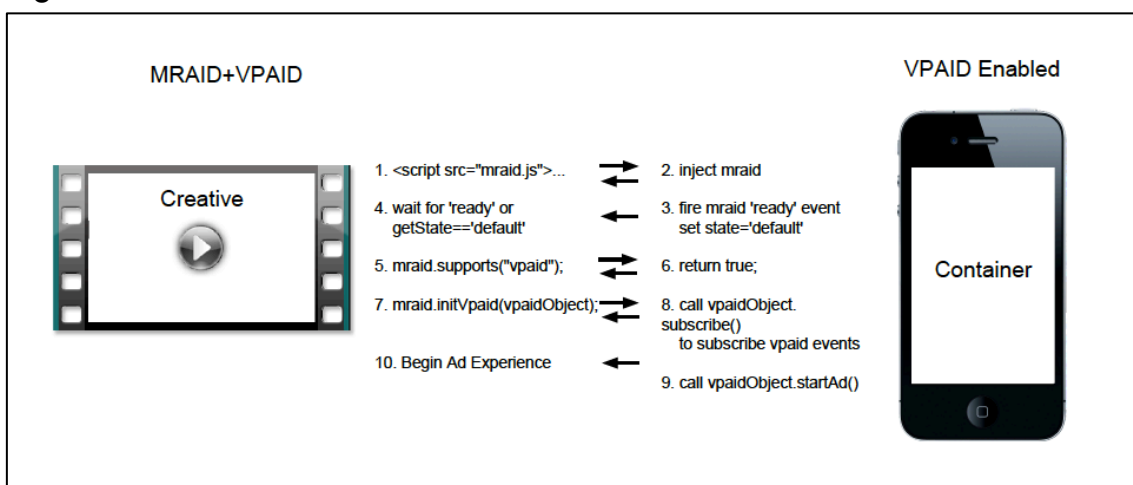 MRAID+VPAID
VPAID Enabled
Creative
1. <script src="mraid.js">...
2. inject mraid
4. wait for 'ready' or
getState=='default'
3. fire mraid 'ready' event
set state='default'
5. mraid.supports("vpaid");
6. return true;
7. mraid.initVpaid(vpaidObject);
8. call vpaidObject.
subscribe()
to subscribe vpaid events
10. Begin Ad Experience
9. call vpaidObject.startAd()
Container